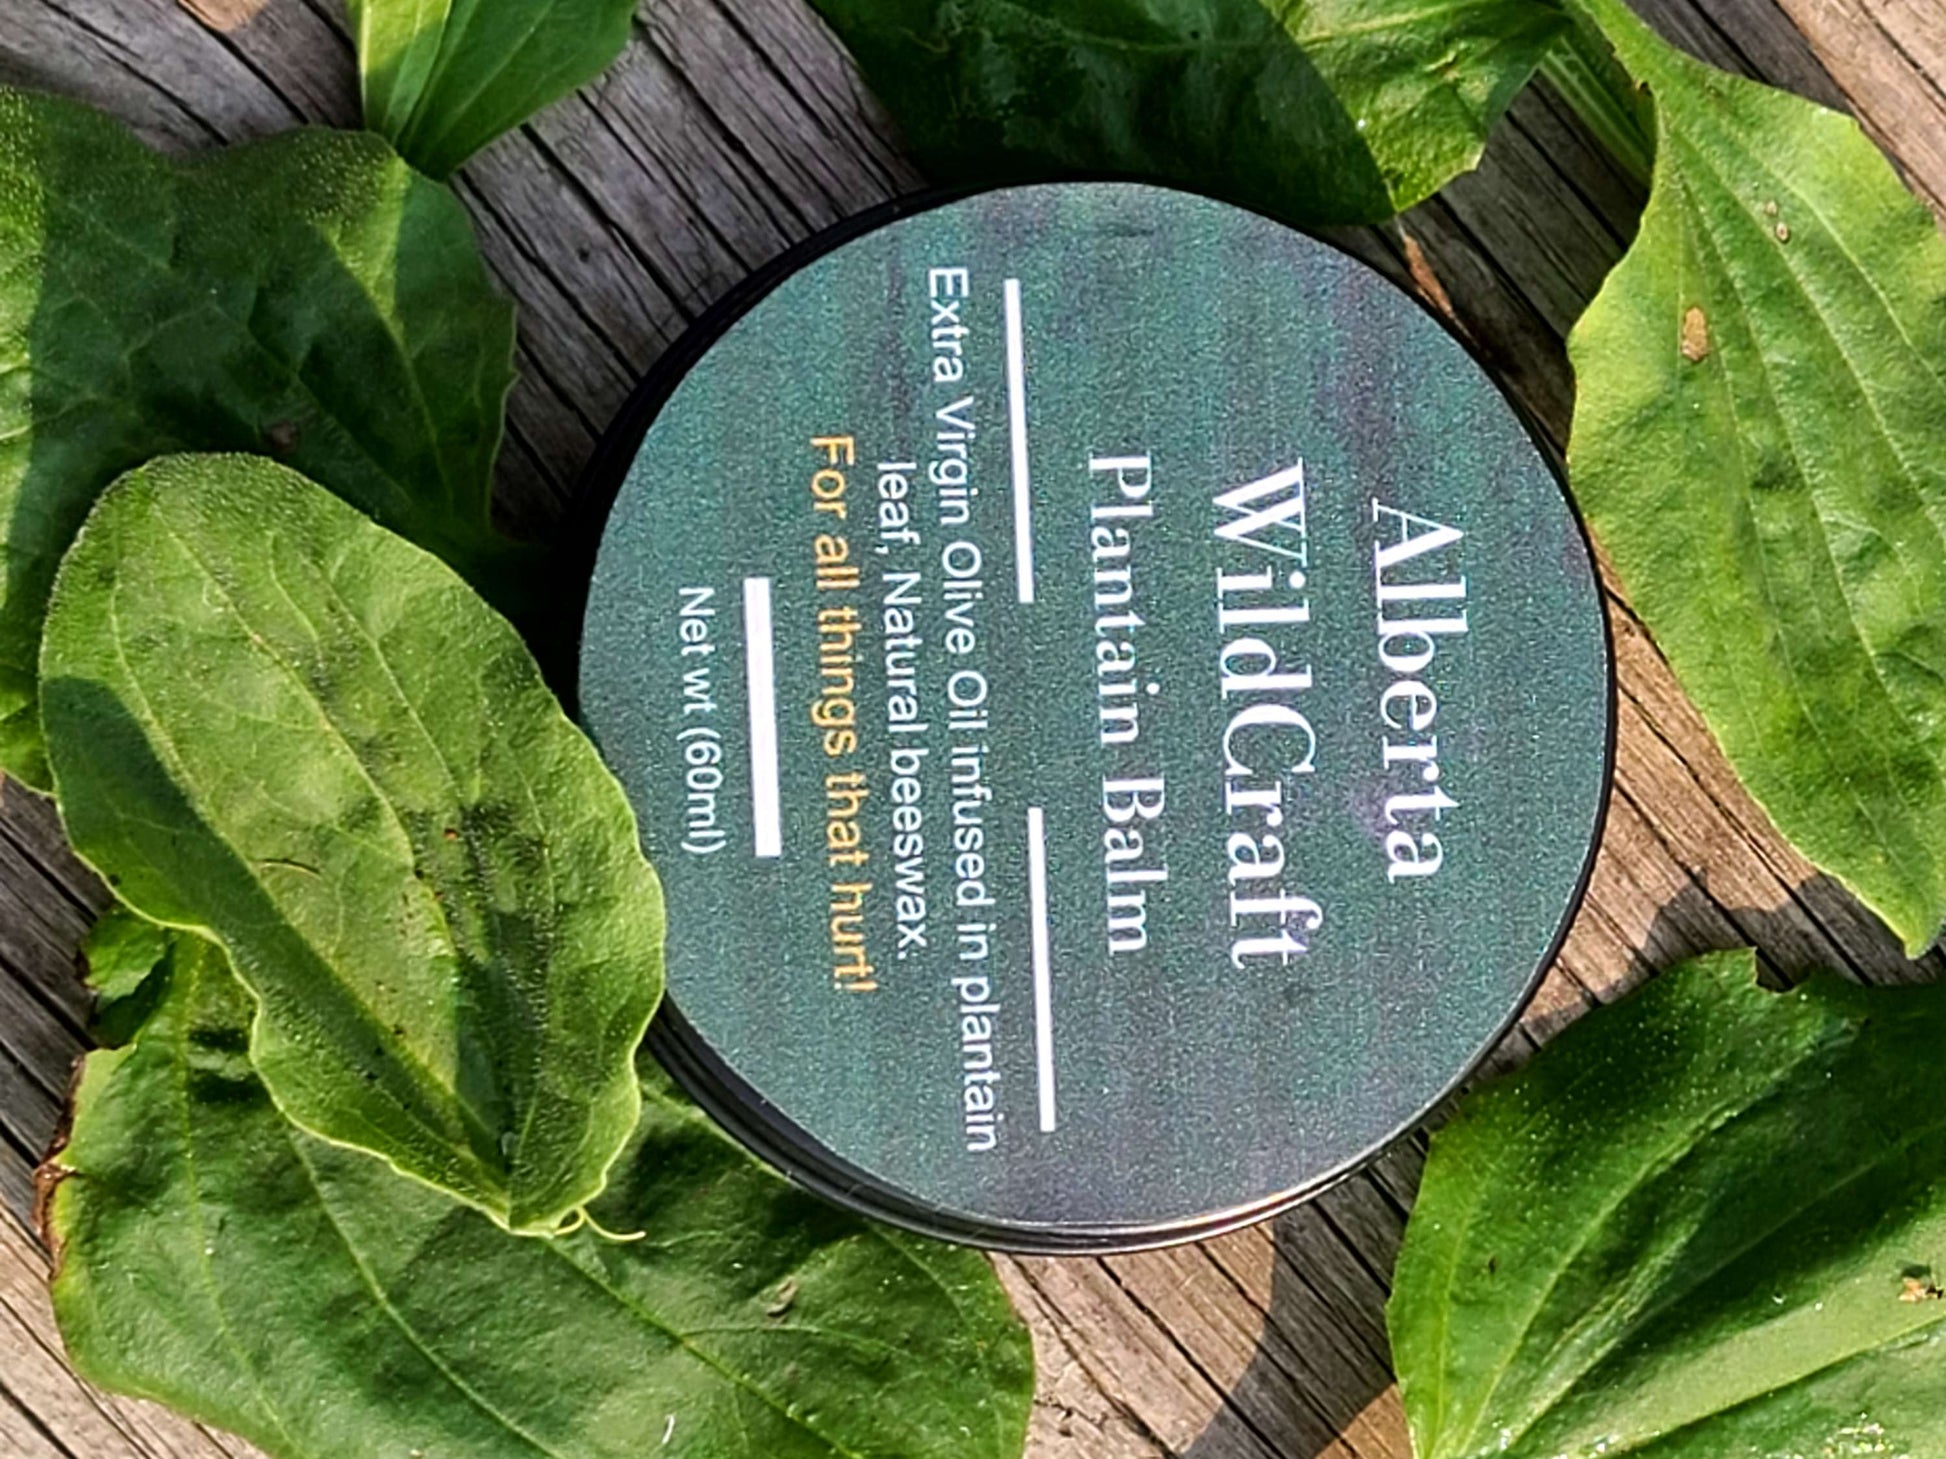 Alberta
WildCraft
Plantain Balm
Extra Virgin Olive Oil infused in plantain
leaf, Natural beeswax.
For all things that hurt!
Net wt (60ml)